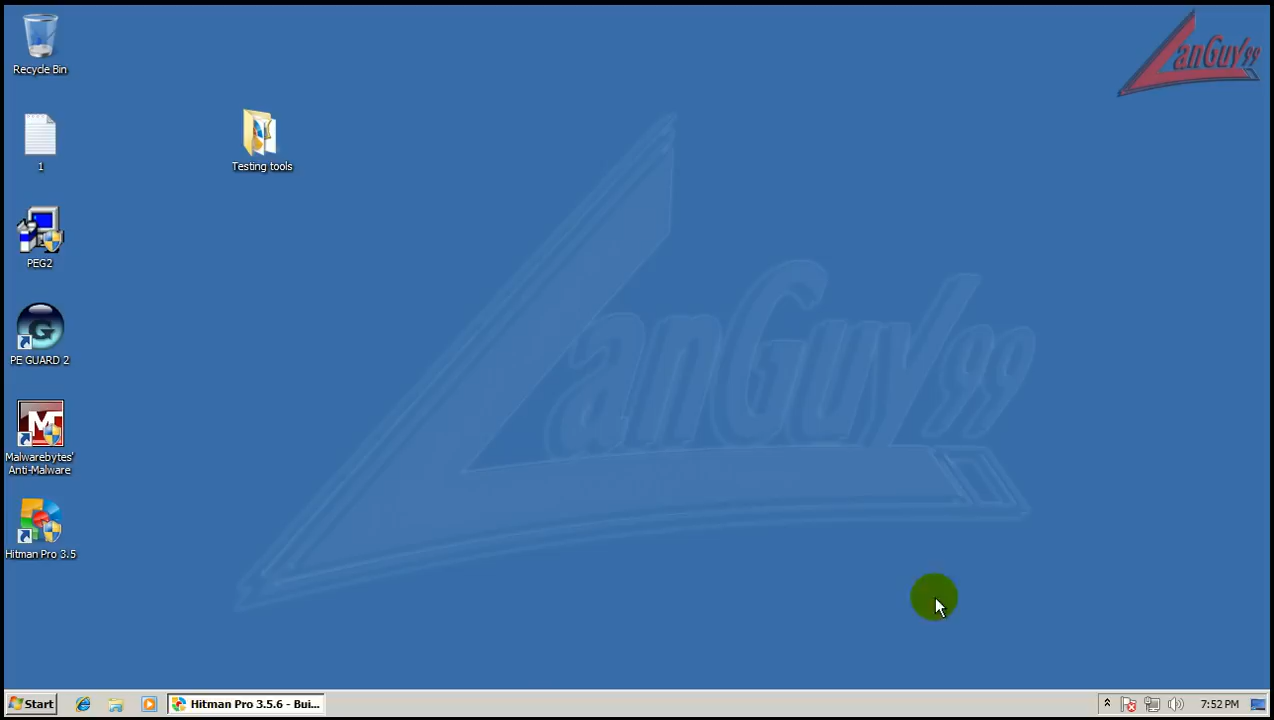 LanGuy99
Recycle Bin
1
Testing tools
PEG2
LanGuy99
PE GUARD 2
Malwarebytes'
Anti-Malware
Hitman Pro 3.5
Start
Hitman Pro 3.5.6 - Bui...
7:52 PM